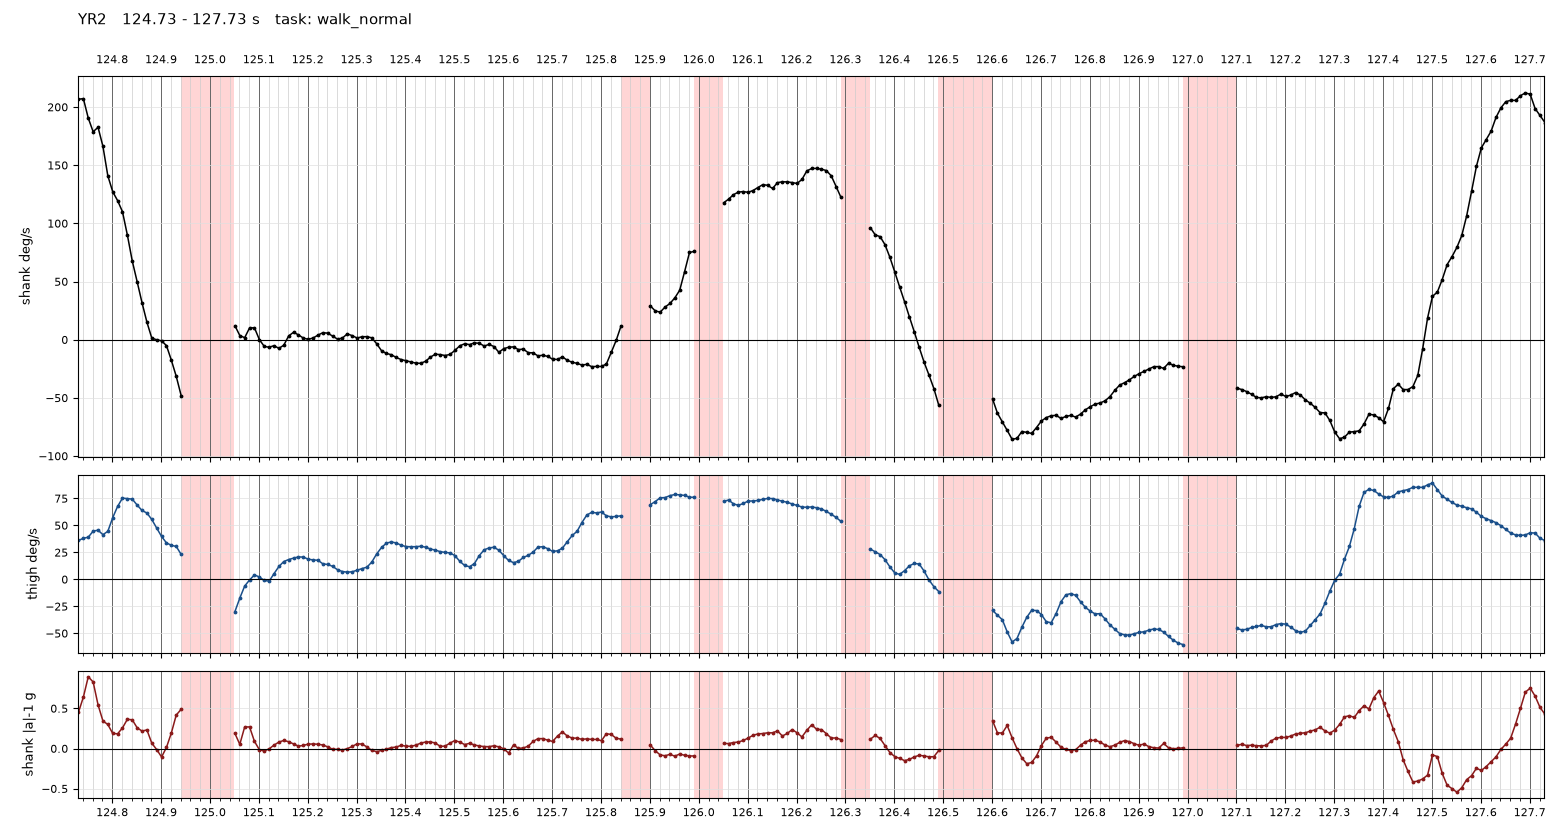 YR2 124.73 - 127.73 s task: walk_normal
124.8 124.9 125.0 125.1 125.2 125.3 125.4 125.5 125.6 125.7 125.8 125.9 126.0 126.1 126.2 126.3 126.4 126.5 126.6 126.7 126.8 126.9 127.0 127.1 127.2 127.3 127.4 127.5 127.6 127.7
200
150
100
50
0
−50
−100
shank deg/s
75
50
25
0
−25
−50
thigh deg/s
0.5
0.0
−0.5
shank |a|-1 g
124.8 124.9 125.0 125.1 125.2 125.3 125.4 125.5 125.6 125.7 125.8 125.9 126.0 126.1 126.2 126.3 126.4 126.5 126.6 126.7 126.8 126.9 127.0 127.1 127.2 127.3 127.4 127.5 127.6 127.7